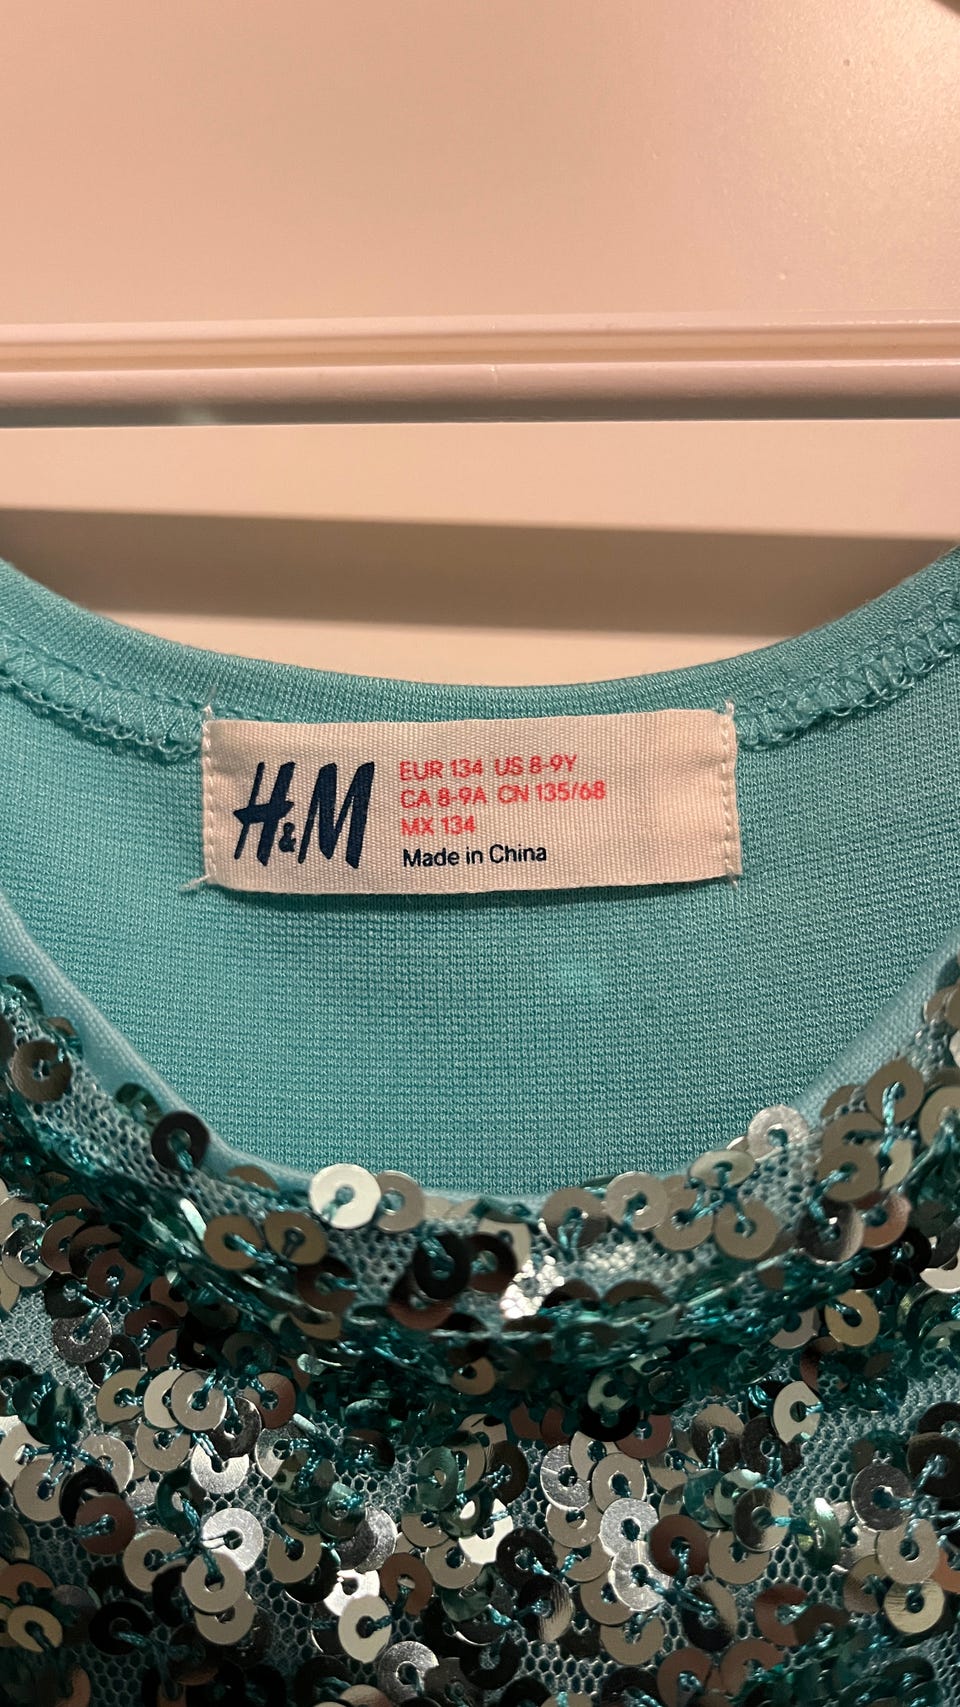 H&M
EUR 134 US 8-9Y
CA 8-9A CN 135/68
MX 134
Made in China